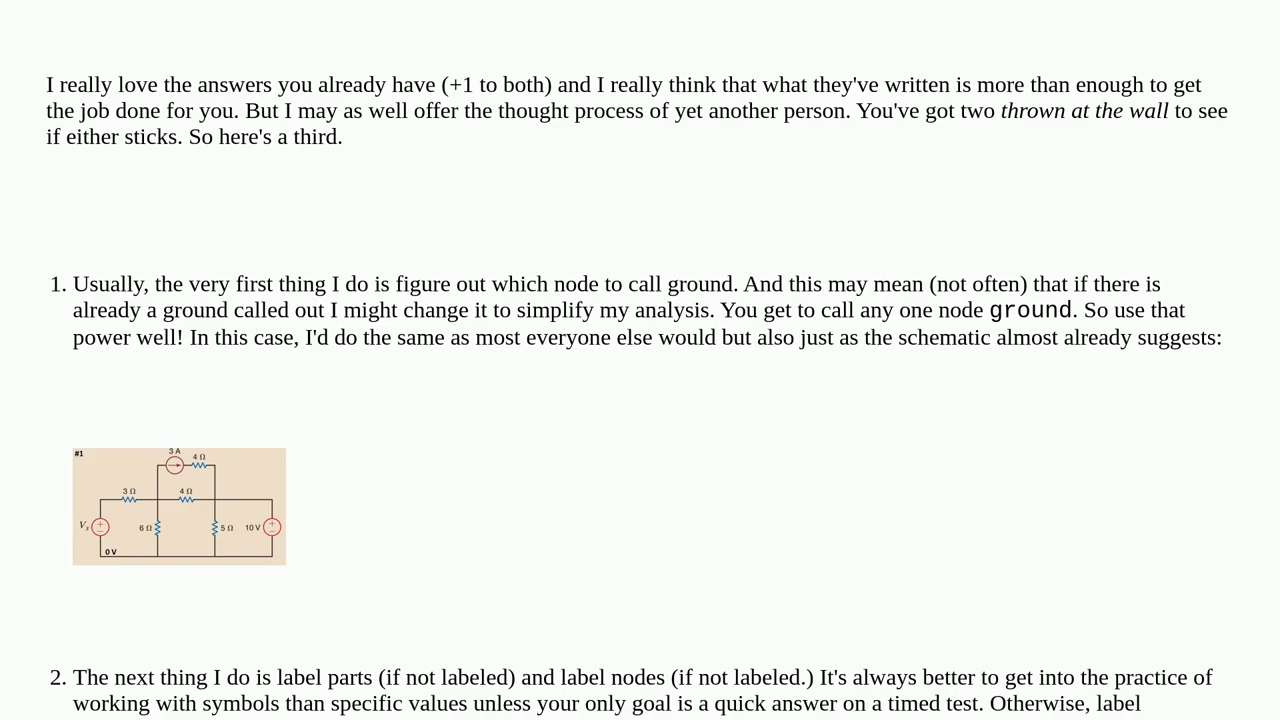 I really love the answers you already have (+1 to both) and I really think that what they've written is more than enough to get
the job done for you. But I may as well offer the thought process of yet another person. You've got two thrown at the wall to see
if either sticks. So here's a third.
1. Usually, the very first thing I do is figure out which node to call ground. And this may mean (not often) that if there is
already a ground called out I might change it to simplify my analysis. You get to call any one node ground. So use that
power well! In this case, I'd do the same as most everyone else would but also just as the schematic almost already suggests:
#1
3 A
4 Ω
3 Ω
4 Ω
Vs
6 Ω
5 Ω
10 V
0 V
2. The next thing I do is label parts (if not labeled) and label nodes (if not labeled.) It's always better to get into the practice of
working with symbols than specific values unless your only goal is a quick answer on a timed test. Otherwise, label